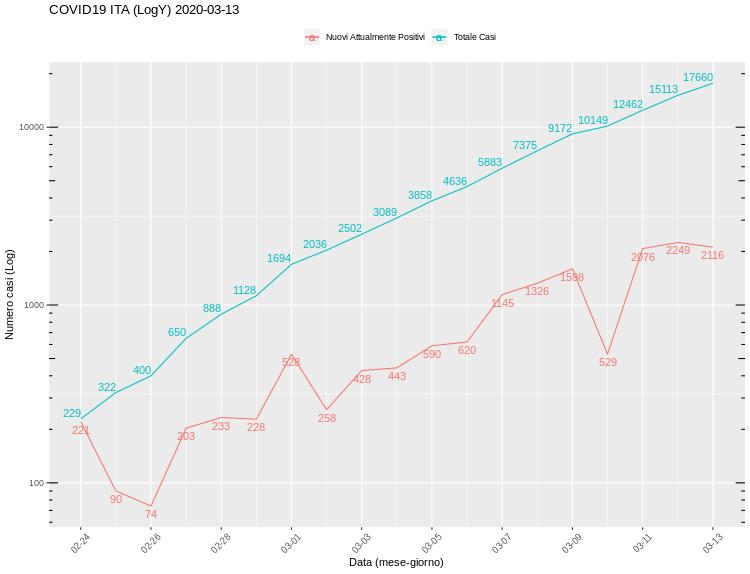 COVID19 ITA (LogY) 2020-03-13
a Nuovi Attualmente Positivi a Totale Casi
Numero casi (Log)
10000
1000
100
229 322 400 650 888 1128 1694 2036 2502 3089 3858 4636 5883 7375 9172 10149 12462 15113 17660
221 90 74 203 233 228 528 258 428 443 590 620 1145 1326 1598 529 2076 2249 2116
02-24 02-26 02-28 03-01 03-03 03-05 03-07 03-09 03-11 03-13
Data (mese-giorno)